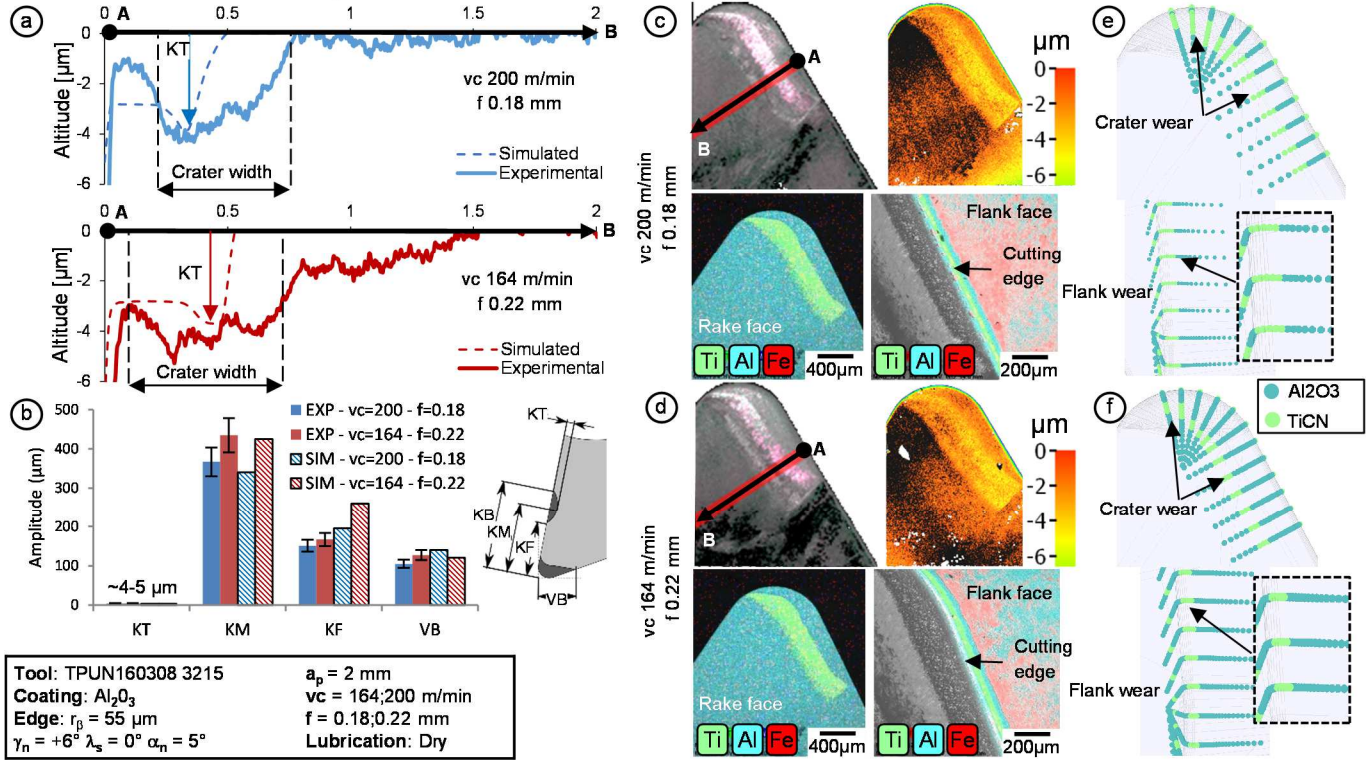 a
A
0
0.5
1
1.5
2
B
0
-2
-4
-6
Altitude [µm]
KT
vc 200 m/min
f 0.18 mm
Simulated
Experimental
Crater width
A
0
0.5
1
1.5
2
B
0
-2
-4
-6
Altitude [µm]
KT
vc 164 m/min
f 0.22 mm
Simulated
Experimental
Crater width
b
500
400
300
200
100
0
Amplitude (µm)
EXP - vc=200 - f=0.18
EXP - vc=164 - f=0.22
SIM - vc=200 - f=0.18
SIM - vc=164 - f=0.22
~4-5 µm
KT
KM
KF
VB
KT
KB
KM
KF
VB
Tool: TPUN160308 3215
Coating: Al₂0₃
Edge: rᵦ = 55 µm
γₙ = +6° λₛ = 0° αₙ = 5°
aₚ = 2 mm
vc = 164;200 m/min
f = 0.18;0.22 mm
Lubrication: Dry
c
vc 200 m/min
f 0.18 mm
A
B
µm
0
-2
-4
-6
Rake face
Ti Al Fe
400µm
Flank face
Cutting
edge
Ti Al Fe
200µm
d
vc 164 m/min
f 0.22 mm
A
B
µm
0
-2
-4
-6
Rake face
Ti Al Fe
400µm
Flank face
Cutting
edge
Ti Al Fe
200µm
e
Crater wear
Flank wear
Al2O3
TiCN
f
Crater wear
Flank wear